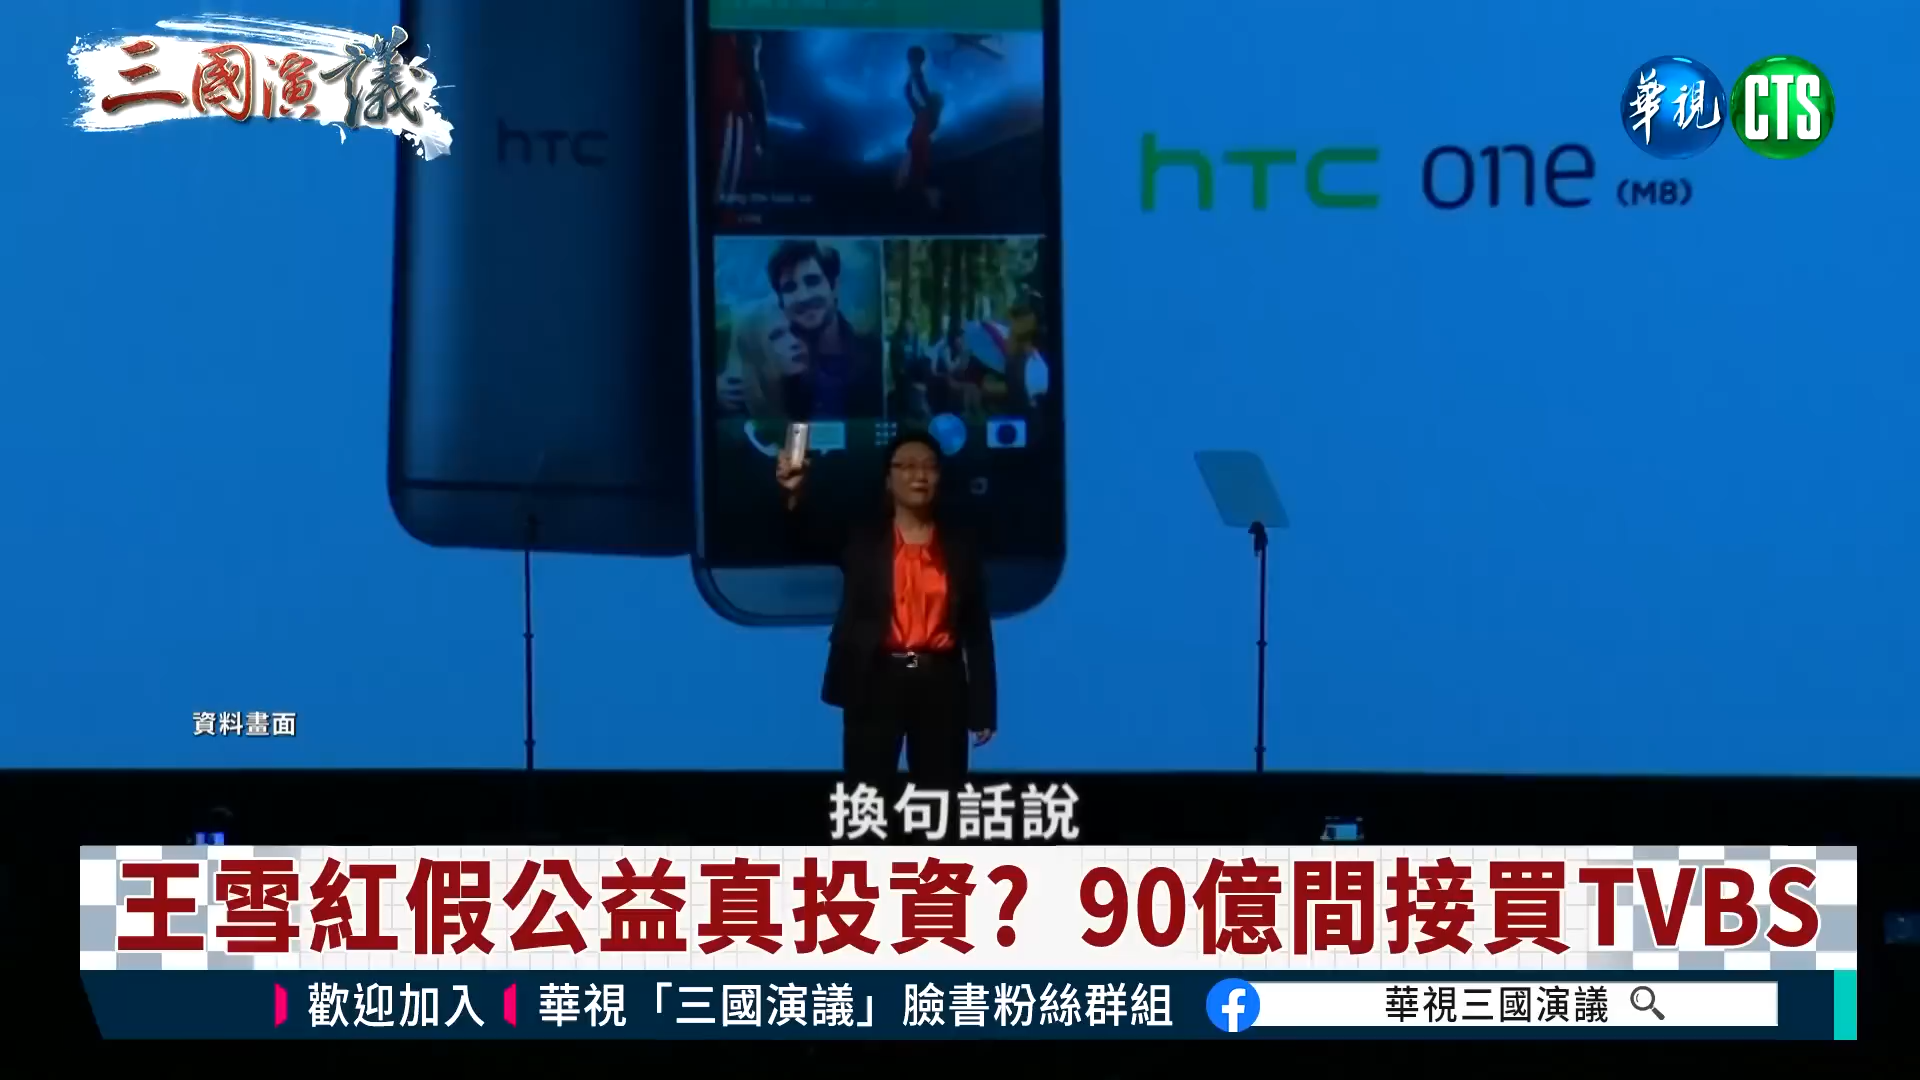 三國演議
華視 CTS
hTC
hTC one (M8)
資料畫面
換句話說
王雪紅假公益真投資? 90億間接買TVBS
歡迎加入 華視「三國演議」臉書粉絲群組
華視三國演議